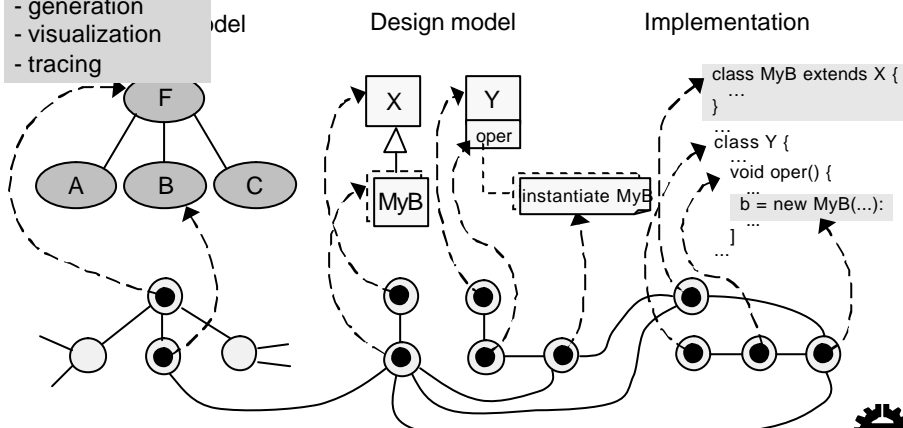 - generation
- visualization
- tracing
Design model
Implementation
F
A
B
C
X
MyB
Y
oper
instantiate MyB
class MyB extends X {
...
}
...
class Y {
...
void oper() {
...
b = new MyB(...):
...
]
...